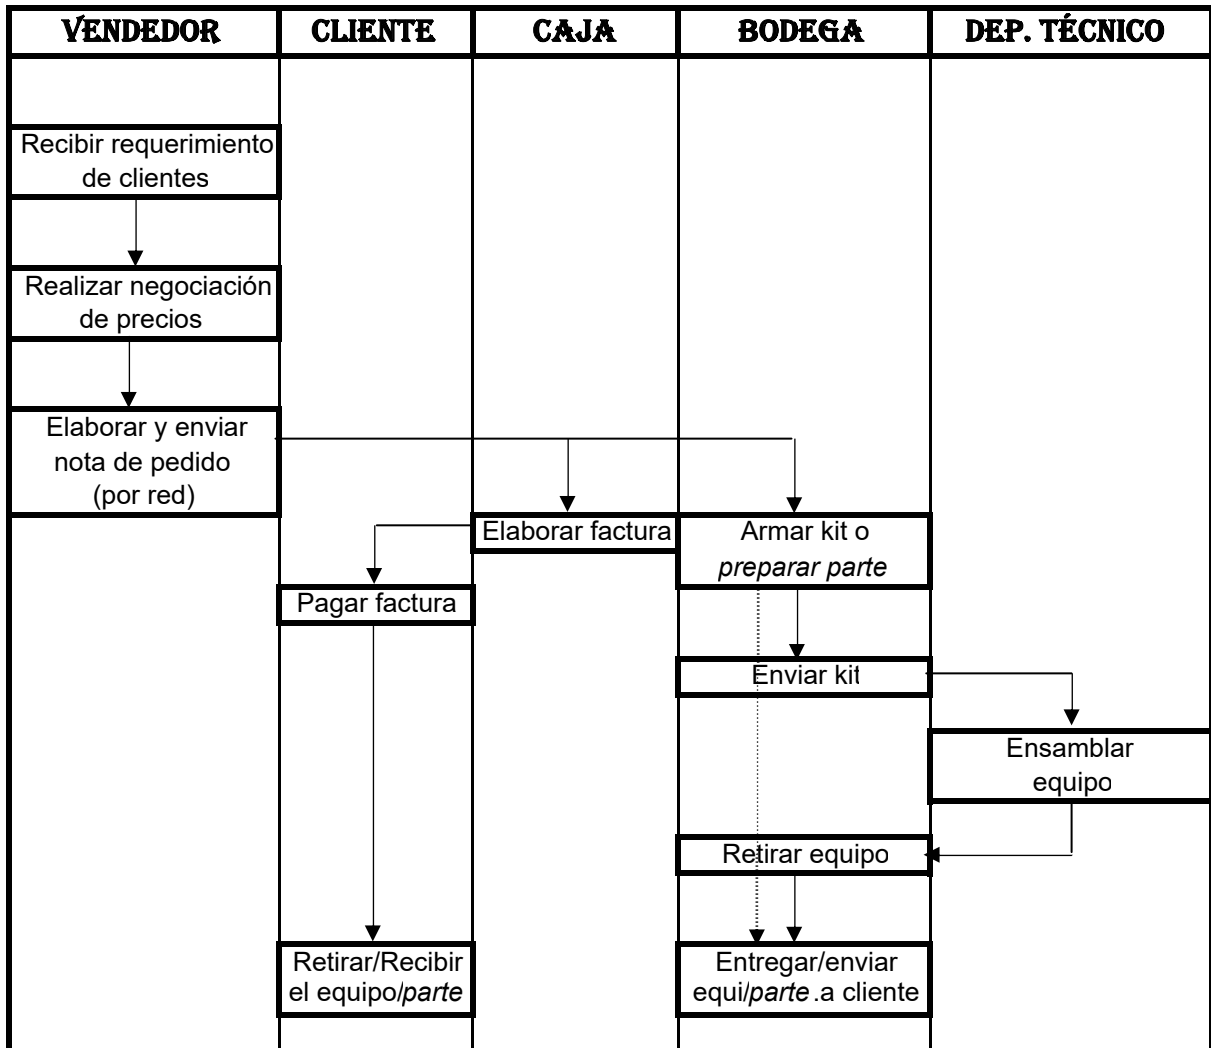 VENDEDOR CLIENTE CAJA BODEGA DEP. TÉCNICO
Recibir requerimiento
de clientes
Realizar negociación
de precios
Elaborar y enviar
nota de pedido
(por red)
Elaborar factura
Armar kit o
preparar parte
Pagar factura
Enviar kit
Ensamblar
equipo
Retirar equipo
Retirar/Recibir
el equipo/parte
Entregar/enviar
equi/parte .a cliente